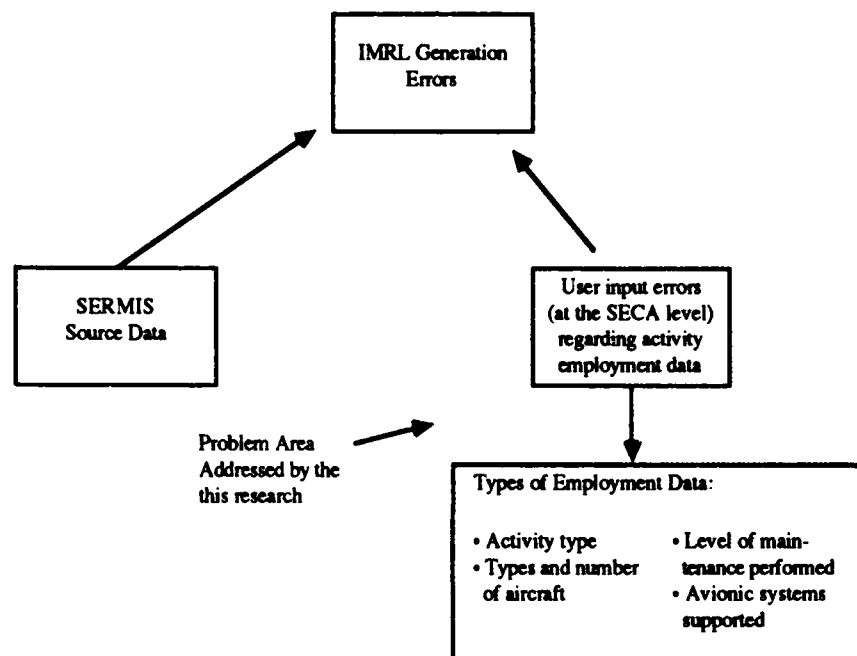 IMRL Generation
Errors
SERMIS
Source Data
User input errors
(at the SECA level)
regarding activity
employment data
Problem Area
Addressed by the
this research
Types of Employment Data:
• Activity type
• Types and number
of aircraft
• Level of main-
tenance performed
• Avionic systems
supported